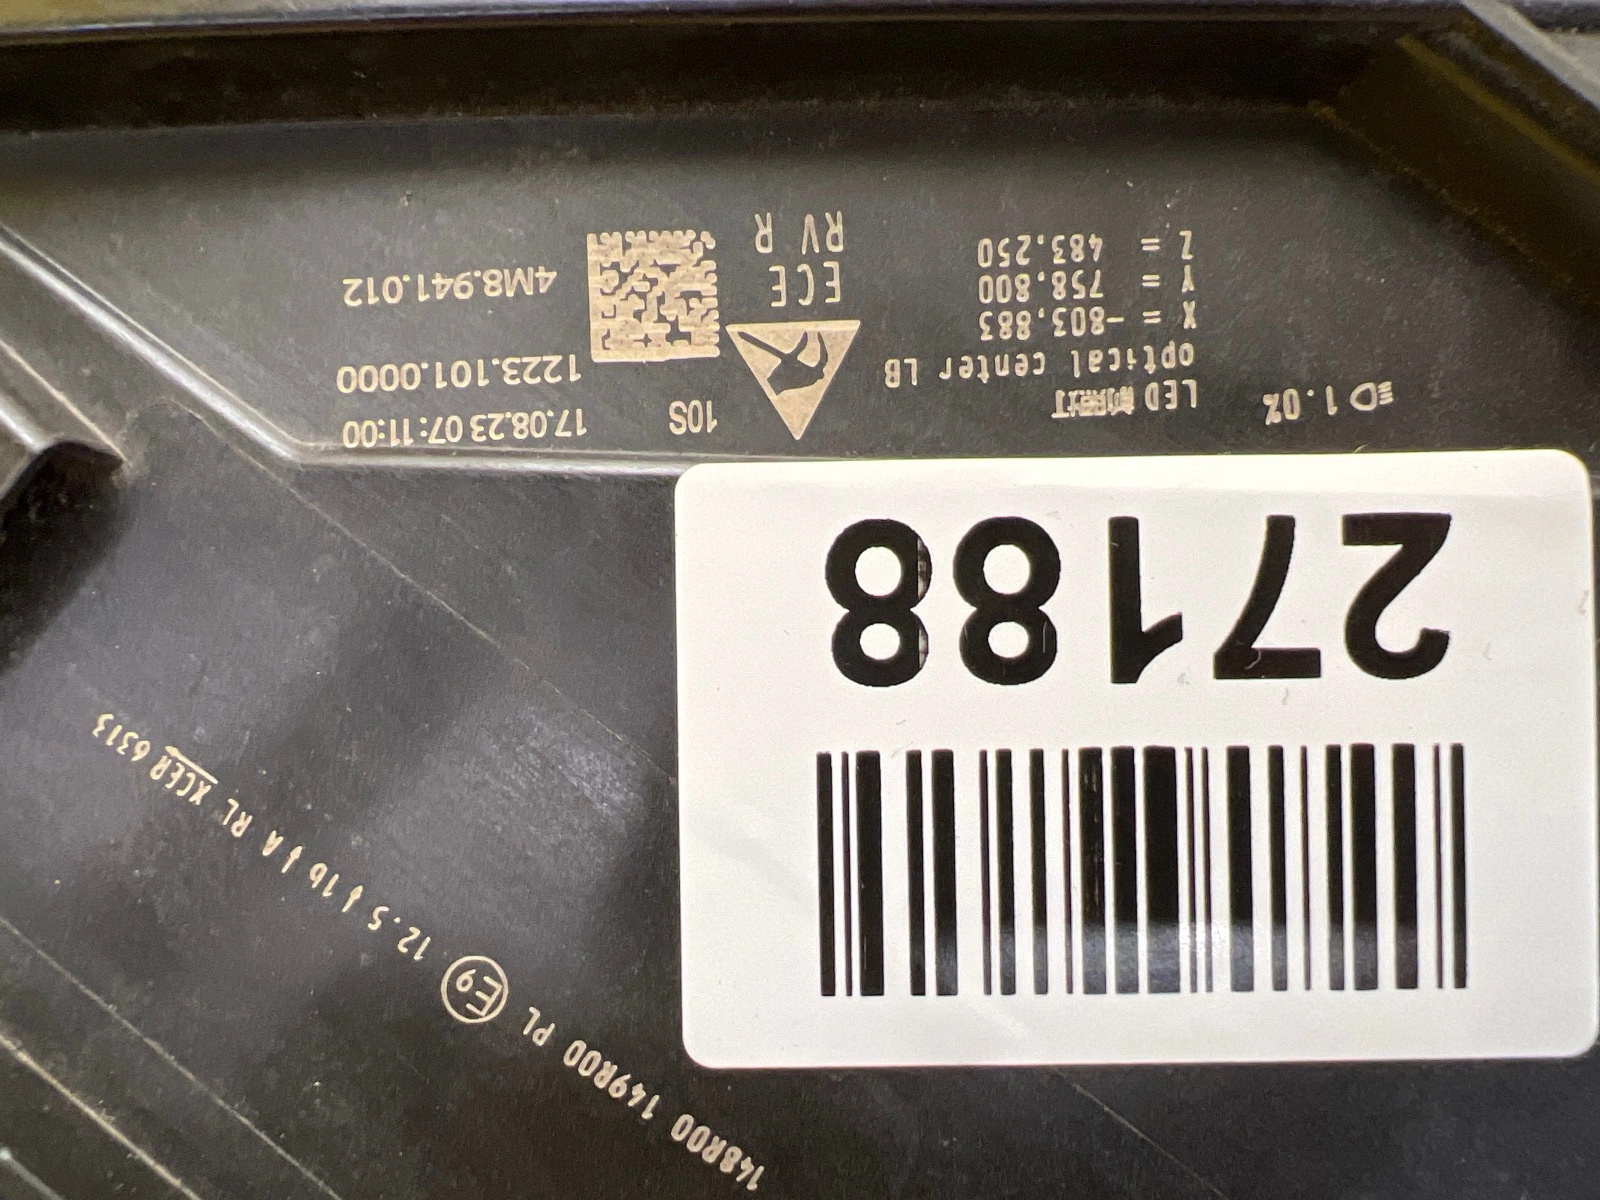 27188
1.0%
LED
optical center LB
X = -803,883
Y = 758,800
Z = 483,250
ECE
RV R
10S
17.08.23 07:11:00
1223.101.0000
4M8.941.012
148R00 149R00 PL E9 12.5 1b A RL XCER 6313